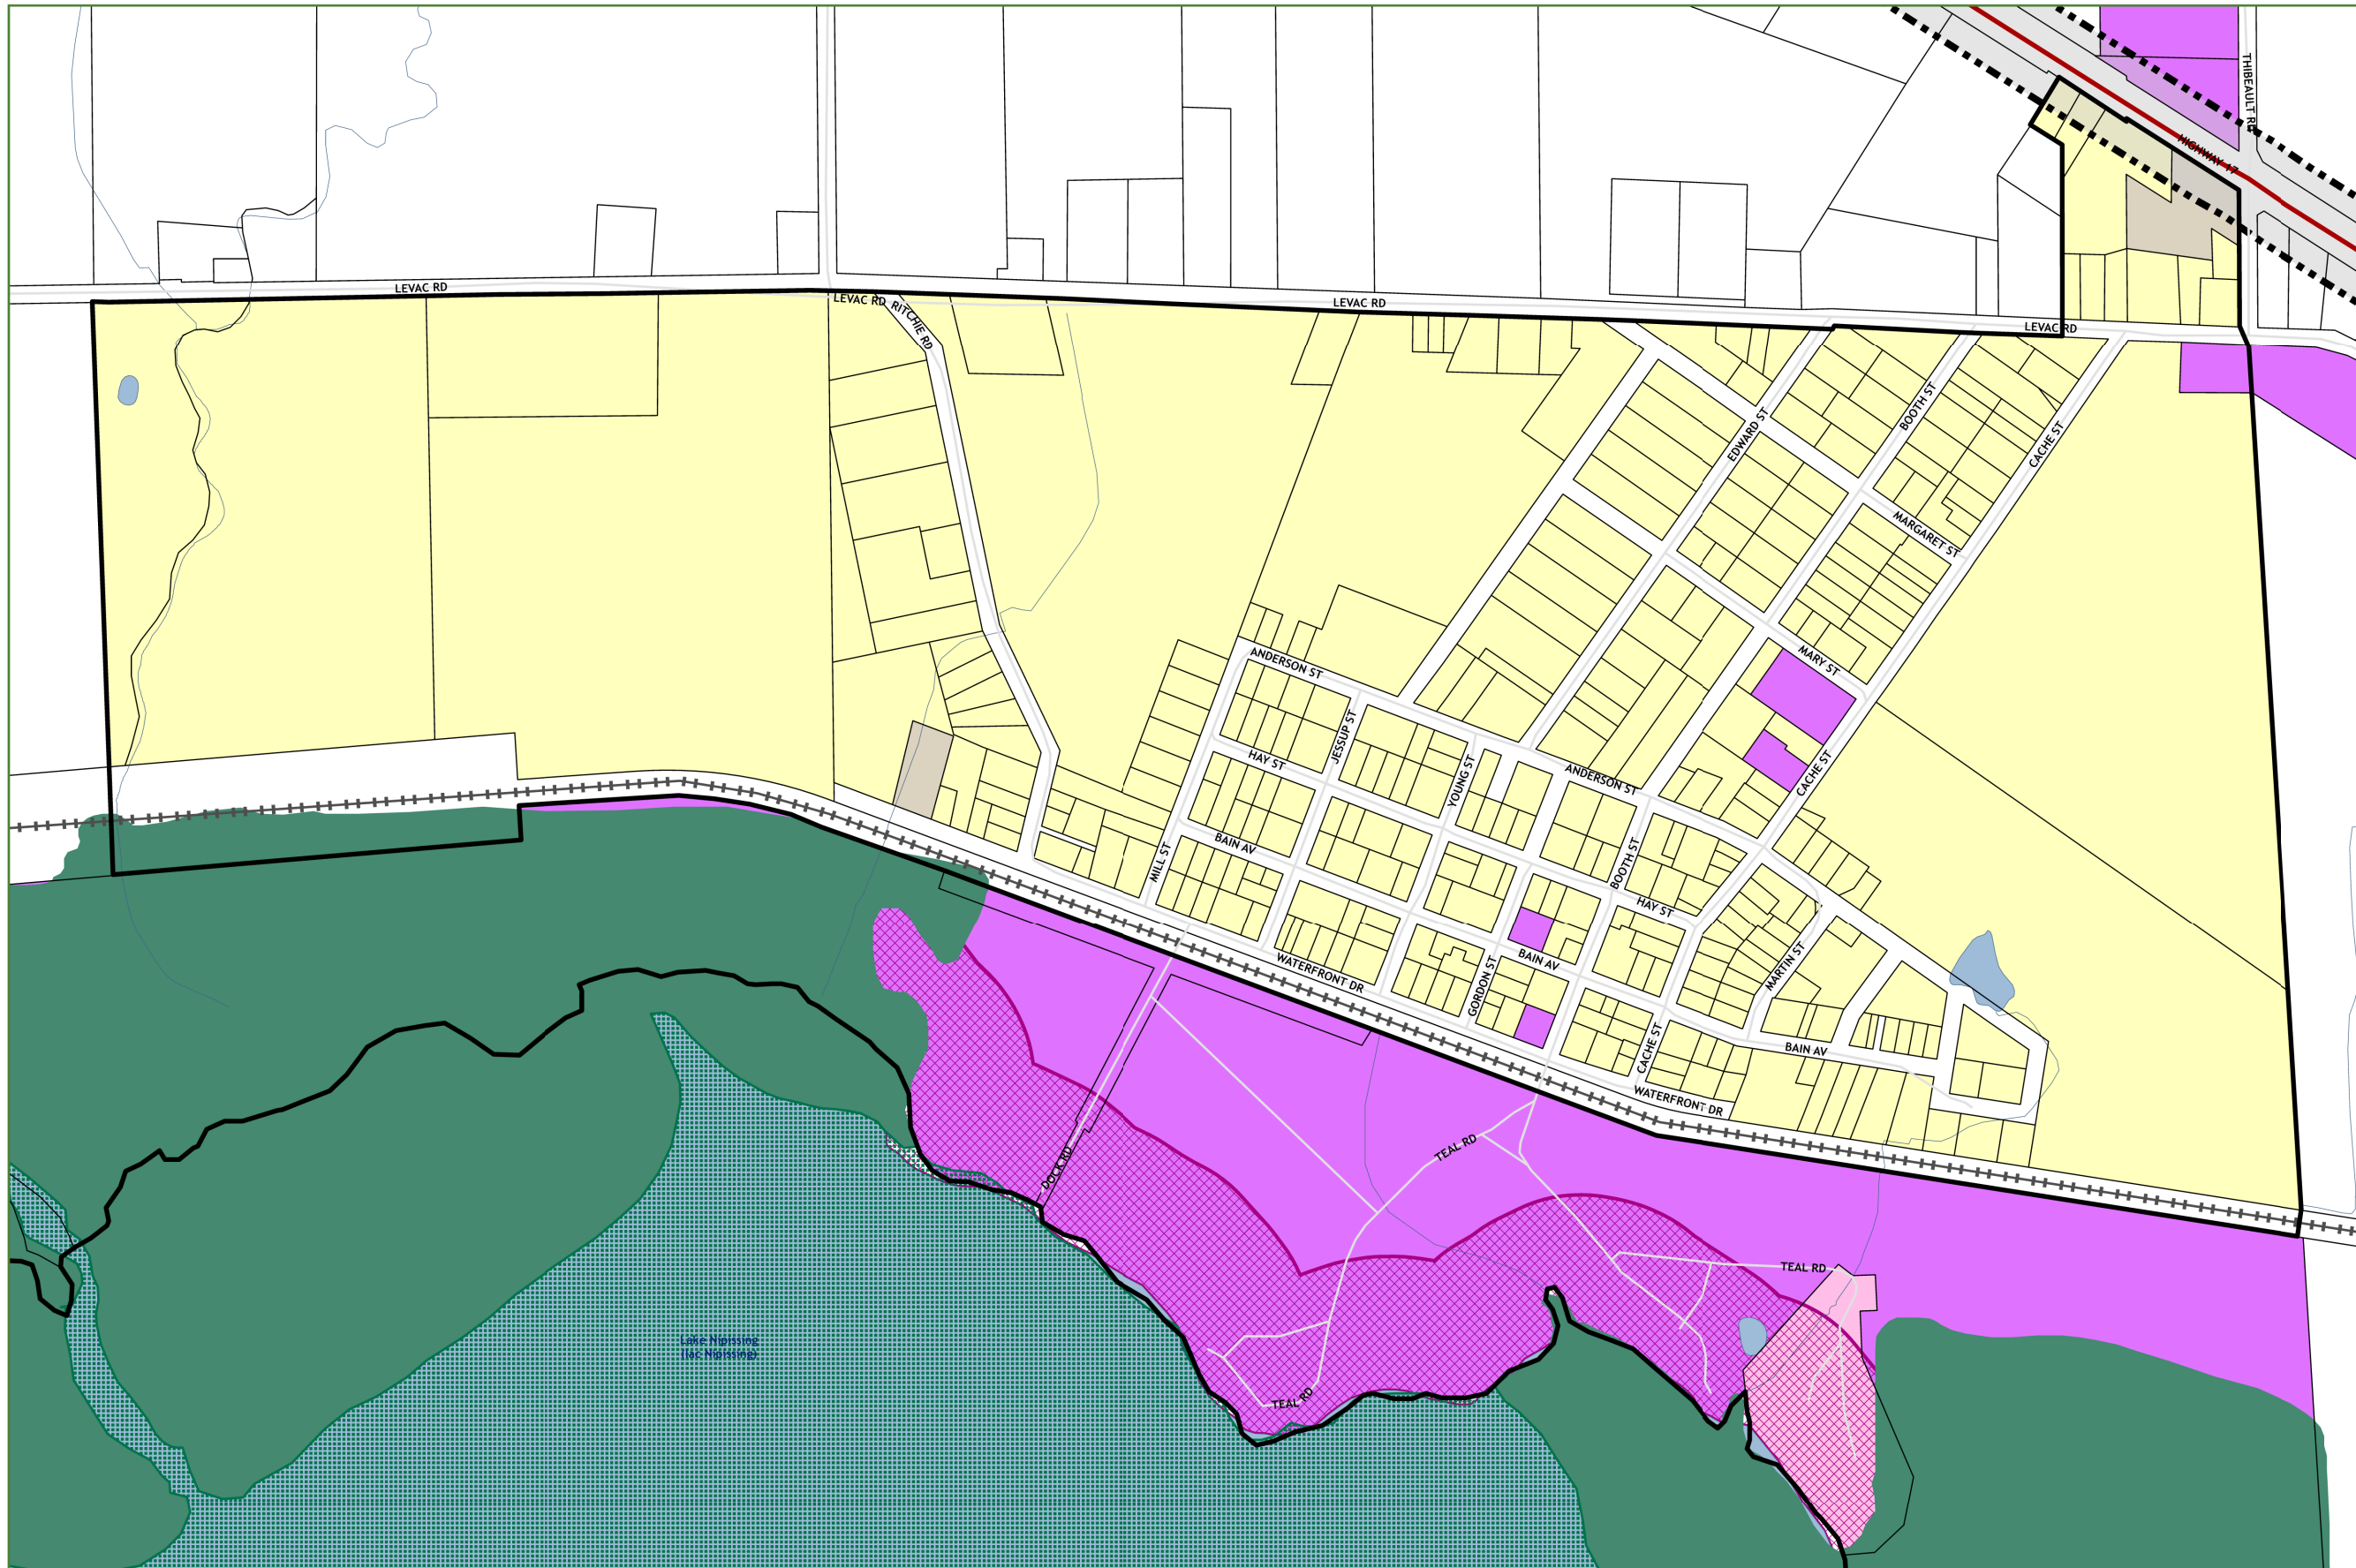 THIBEAULT RD
HIGHWAY 17
LEVAC RD
LEVAC RD
RITCHIE RD
LEVAC RD
LEVAC RD
EDWARD ST
BOOTH ST
CACHE ST
MARGARET ST
ANDERSON ST
MARY ST
JESSUP ST
HAY ST
YOUNG ST
ANDERSON ST
CACHE ST
MILL ST
BAIN AV
BOOTH ST
HAY ST
WATERFRONT DR
GORDON ST
BAIN AV
MARTIN ST
CACHE ST
BAIN AV
WATERFRONT DR
DOCK RD
TEAL RD
TEAL RD
Lake Nipissing
(lac Nipissing)
TEAL RD